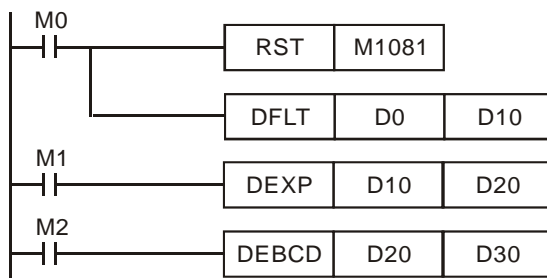 M0
RST M1081
DFLT D0 D10
M1
DEXP D10 D20
M2
DEBCD D20 D30